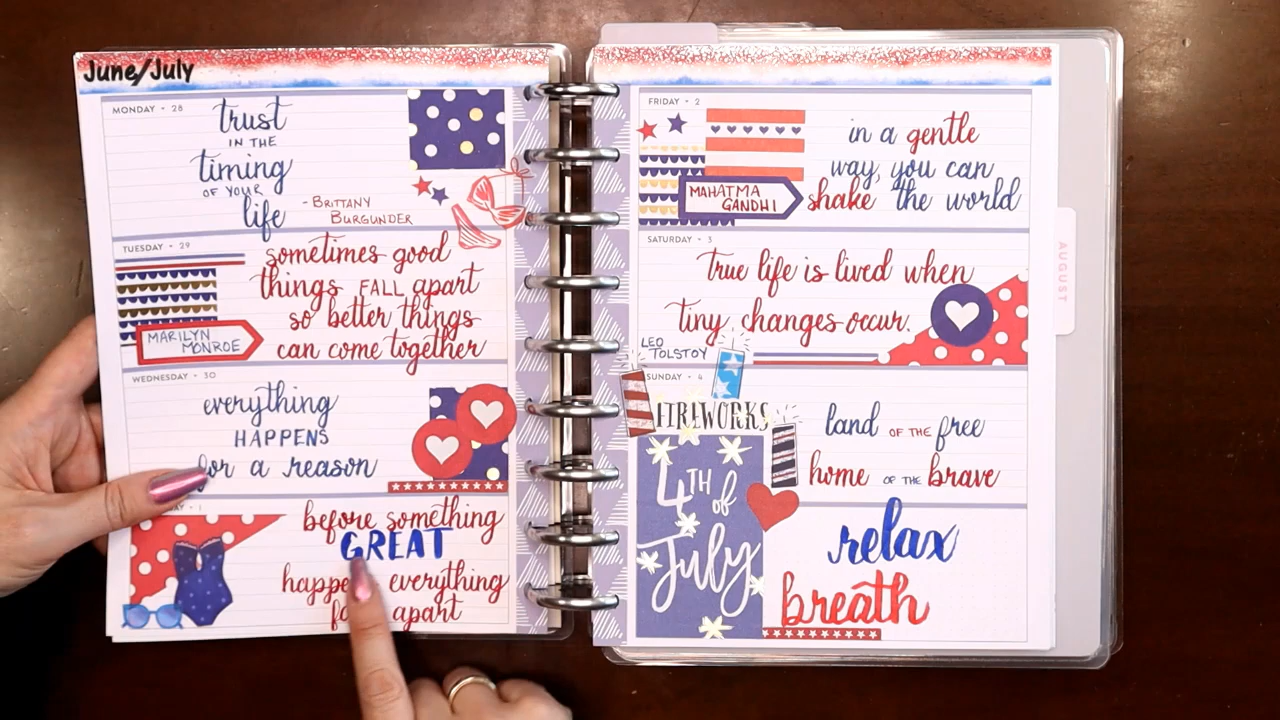 June/July
MONDAY • 28
trust
IN THE
timing
OF YOUR
life
- BRITTANY
BURGUNDER
TUESDAY • 29
sometimes good
things FALL apart
so better things
can come together
MARILYN
MONROE
WEDNESDAY • 30
everything
HAPPENS
for a reason
before something
GREAT
everything
apart
FRIDAY • 2
in a gentle
way, you can
shake the world
MAHATMA
GANDHI
SATURDAY • 3
true life is lived when
tiny changes occur.
LEO
TOLSTOY
SUNDAY • 4
FIREWORKS
4TH of
July
land OF THE free
home OF THE brave
relax
breath
AUGUST